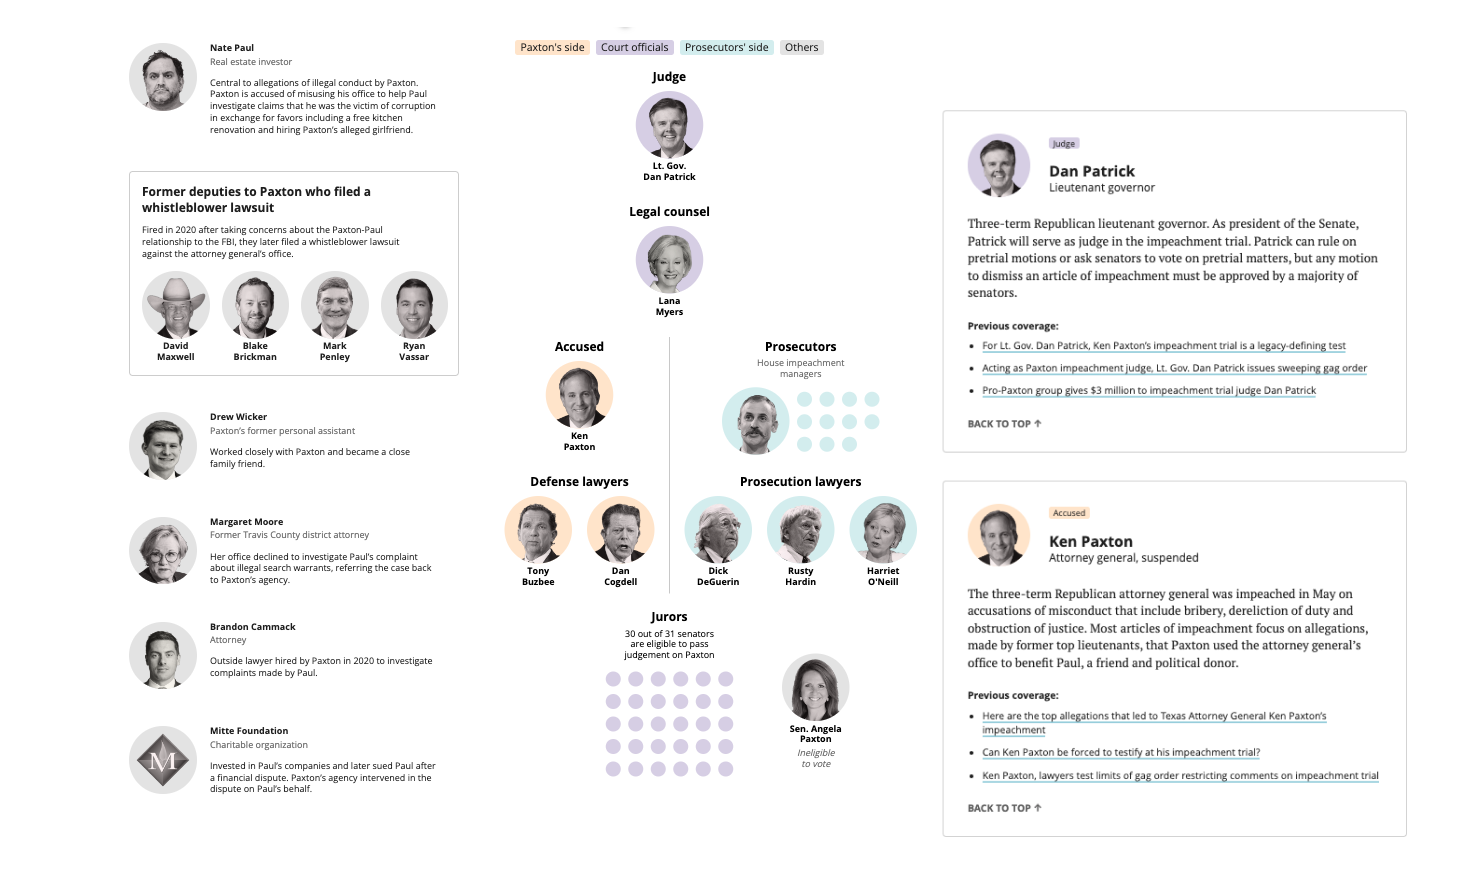 Nate Paul
Real estate investor
Central to allegations of illegal conduct by Paxton.
Paxton is accused of misusing his office to help Paul
investigate claims that he was the victim of corruption
in exchange for favors including a free kitchen
renovation and hiring Paxton's alleged girlfriend.
Former deputies to Paxton who filed a
whistleblower lawsuit
Fired in 2020 after taking concerns about the Paxton-Paul
relationship to the FBI, they later filed a whistleblower lawsuit
against the attorney general's office.
David
Maxwell
Blake
Brickman
Mark
Penley
Ryan
Vassar
Drew Wicker
Paxton's former personal assistant
Worked closely with Paxton and became a close
family friend.
Margaret Moore
Former Travis County district attorney
Her office declined to investigate Paul's complaint
about illegal search warrants, referring the case back
to Paxton's agency.
Brandon Cammack
Attorney
Outside lawyer hired by Paxton in 2020 to investigate
complaints made by Paul.
M
Mitte Foundation
Charitable organization
Invested in Paul's companies and later sued Paul after
a financial dispute. Paxton's agency intervened in the
dispute on Paul's behalf.
Paxton's side
Court officials
Prosecutors' side
Others
Judge
Lt. Gov.
Dan Patrick
Legal counsel
Lana
Myers
Accused
Ken
Paxton
Prosecutors
House impeachment
managers
Defense lawyers
Tony
Buzbee
Dan
Cogdell
Prosecution lawyers
Dick
DeGuerin
Rusty
Hardin
Harriet
O'Neill
Jurors
30 out of 31 senators
are eligible to pass
judgement on Paxton
Sen. Angela
Paxton
Ineligible
to vote
Judge
Dan Patrick
Lieutenant governor
Three-term Republican lieutenant governor. As president of the Senate,
Patrick will serve as judge in the impeachment trial. Patrick can rule on
pretrial motions or ask senators to vote on pretrial matters, but any motion
to dismiss an article of impeachment must be approved by a majority of
senators.
Previous coverage:
• For Lt. Gov. Dan Patrick, Ken Paxton's impeachment trial is a legacy-defining test
• Acting as Paxton impeachment judge, Lt. Gov. Dan Patrick issues sweeping gag order
• Pro-Paxton group gives $3 million to impeachment trial judge Dan Patrick
BACK TO TOP ↑
Accused
Ken Paxton
Attorney general, suspended
The three-term Republican attorney general was impeached in May on
accusations of misconduct that include bribery, dereliction of duty and
obstruction of justice. Most articles of impeachment focus on allegations,
made by former top lieutenants, that Paxton used the attorney general's
office to benefit Paul, a friend and political donor.
Previous coverage:
• Here are the top allegations that led to Texas Attorney General Ken Paxton's
impeachment
• Can Ken Paxton be forced to testify at his impeachment trial?
• Ken Paxton, lawyers test limits of gag order restricting comments on impeachment trial
BACK TO TOP ↑